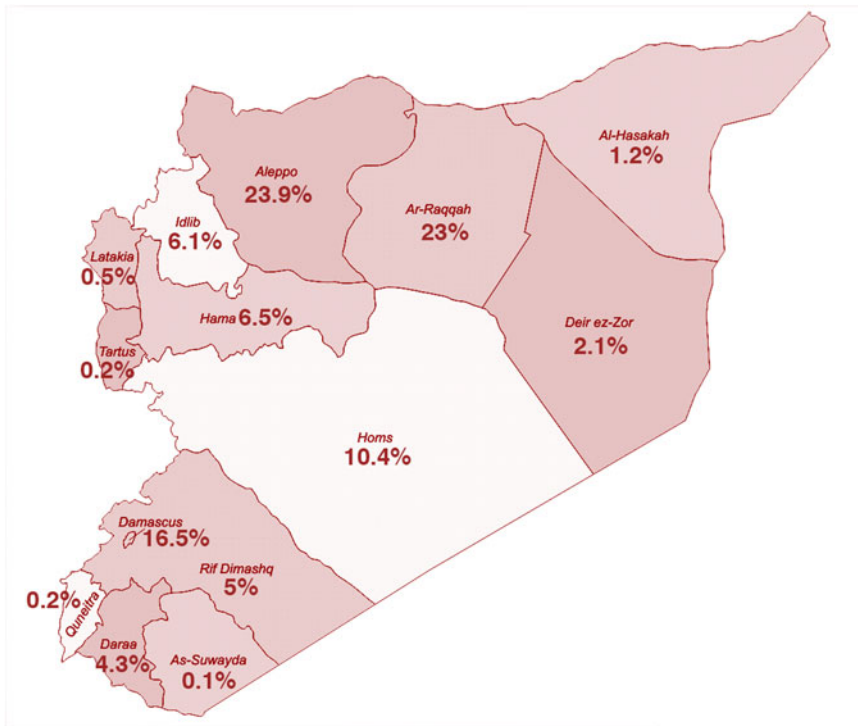 Al-Hasakah
1.2%
Aleppo
23.9%
Ar-Raqqah
23%
Idlib
6.1%
Latakia
0.5%
Hama 6.5%
Deir ez-Zor
2.1%
Tartus
0.2%
Homs
10.4%
Damascus
16.5%
Rif Dimashq
5%
0.2%
Quneitra
Daraa
4.3%
As-Suwayda
0.1%